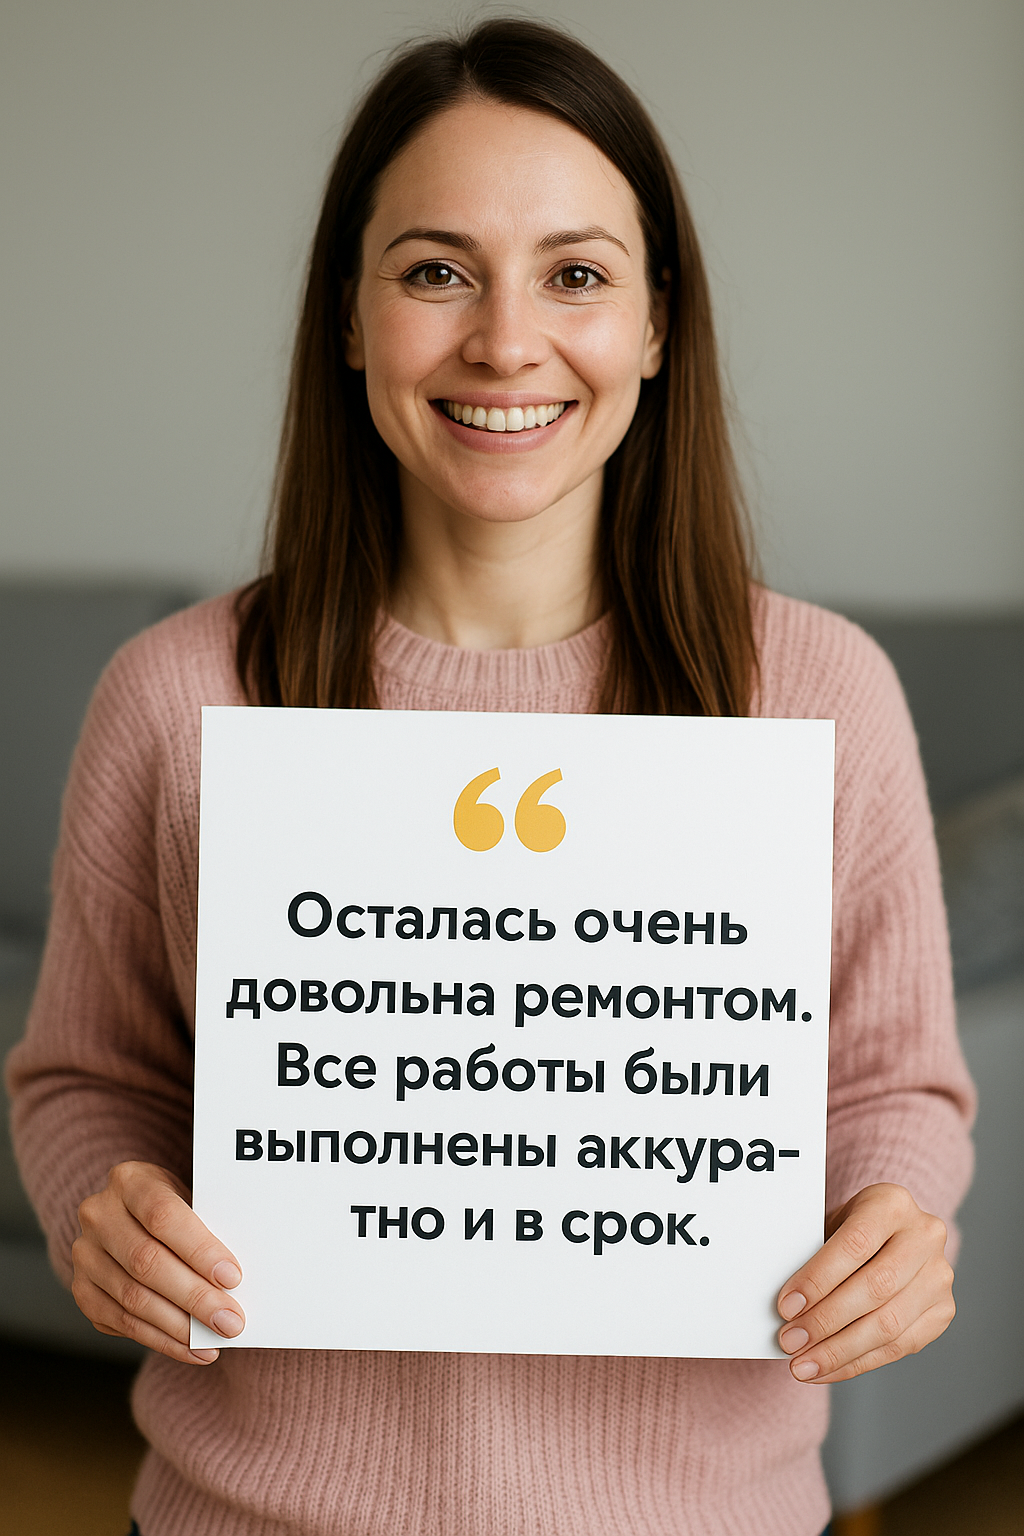 “
Осталась очень
довольна ремонтом.
Все работы были
выполнены аккура-
тно и в срок.